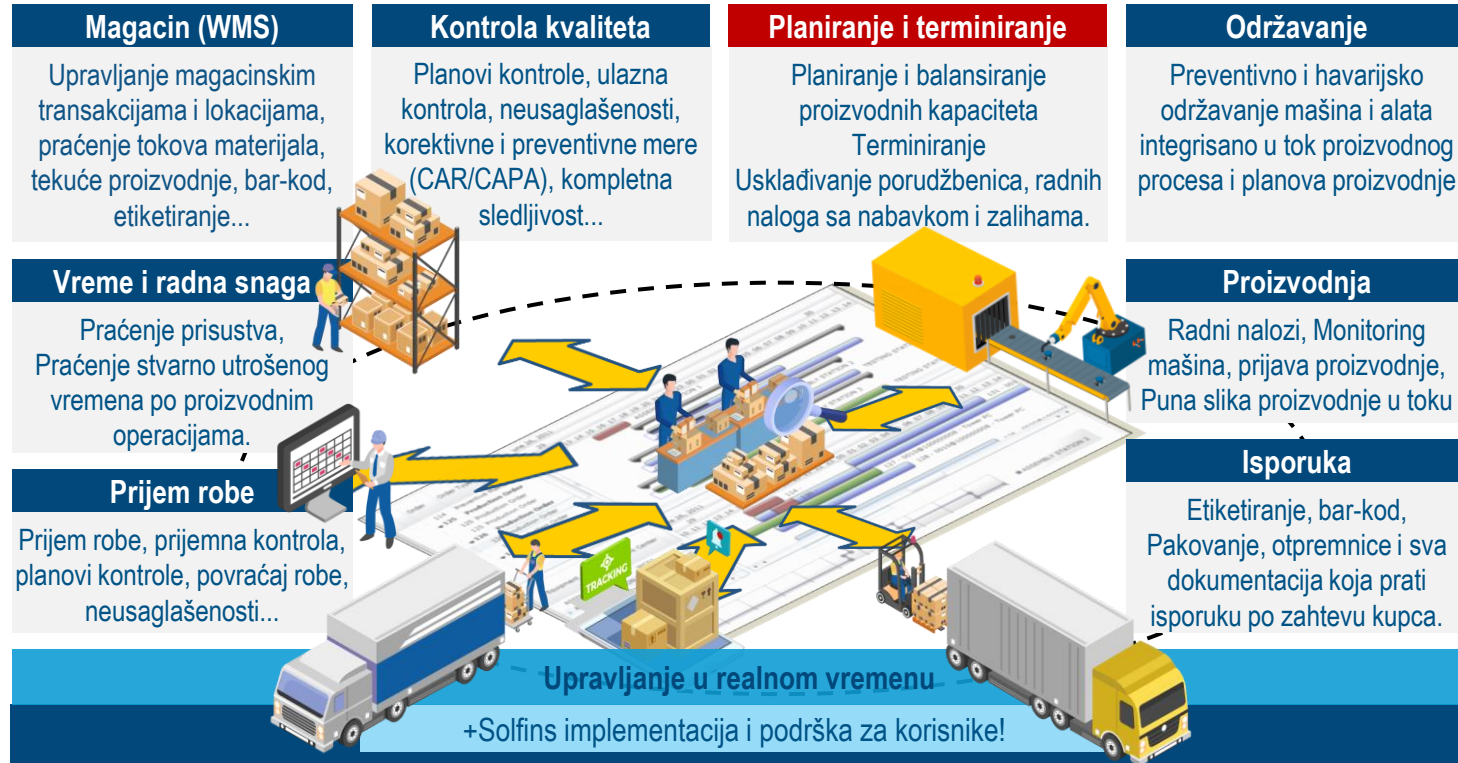 Magacin (WMS)
Upravljanje magacinskim
transakcijama i lokacijama,
praćenje tokova materijala,
tekuće proizvodnje, bar-kod,
etiketiranje...
Kontrola kvaliteta
Planovi kontrole, ulazna
kontrola, neusaglašenosti,
korektivne i preventivne mere
(CAR/CAPA), kompletna
sledljivost...
Planiranje i terminiranje
Planiranje i balansiranje
proizvodnih kapaciteta
Terminiranje
Usklađivanje porudžbenica, radnih
naloga sa nabavkom i zalihama.
Održavanje
Preventivno i havarijsko
održavanje mašina i alata
integrisano u tok proizvodnog
procesa i planova proizvodnje
Vreme i radna snaga
Praćenje prisustva,
Praćenje stvarno utrošenog
vremena po proizvodnim
operacijama.
Proizvodnja
Radni nalozi, Monitoring
mašina, prijava proizvodnje,
Puna slika proizvodnje u toku
Prijem robe
Prijem robe, prijemna kontrola,
planovi kontrole, povraćaj robe,
neusaglašenosti...
Isporuka
Etiketiranje, bar-kod,
Pakovanje, otpremnice i sva
dokumentacija koja prati
isporuku po zahtevu kupca.
TRACKING
Upravljanje u realnom vremenu
+Solfins implementacija i podrška za korisnike!